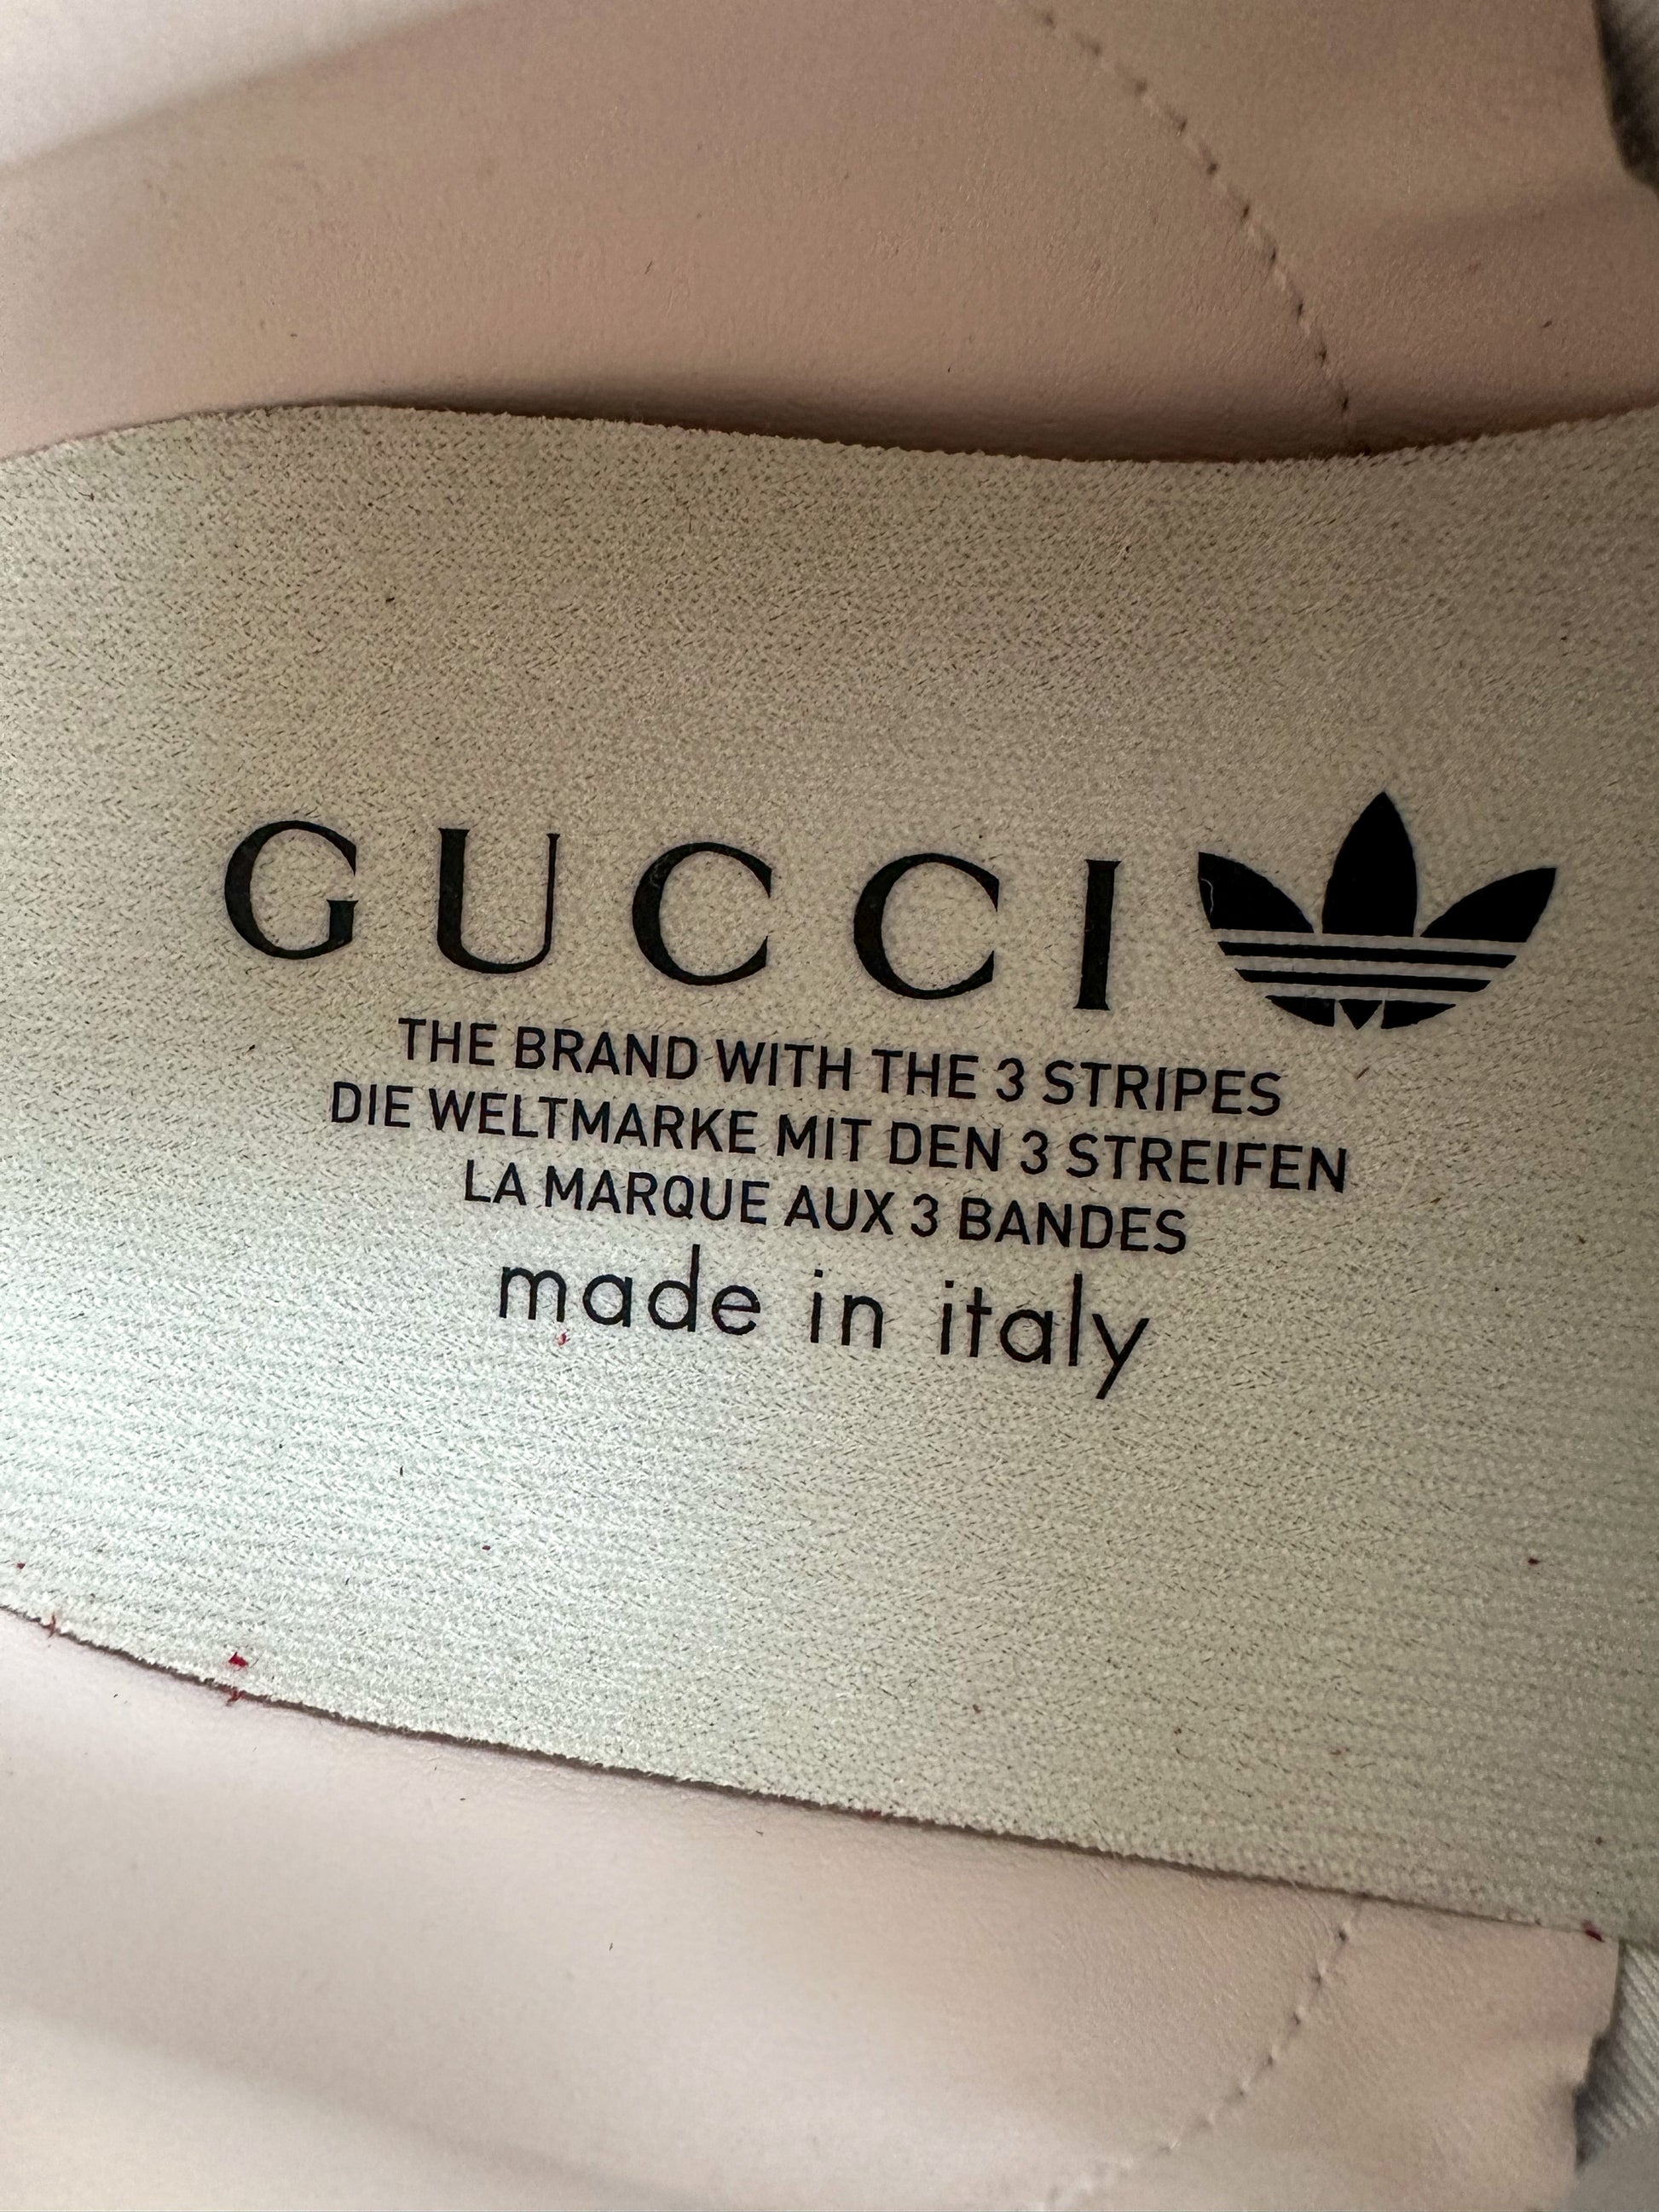 GUCCI
THE BRAND WITH THE 3 STRIPES
DIE WELTMARKE MIT DEN 3 STREIFEN
LA MARQUE AUX 3 BANDES
made in italy